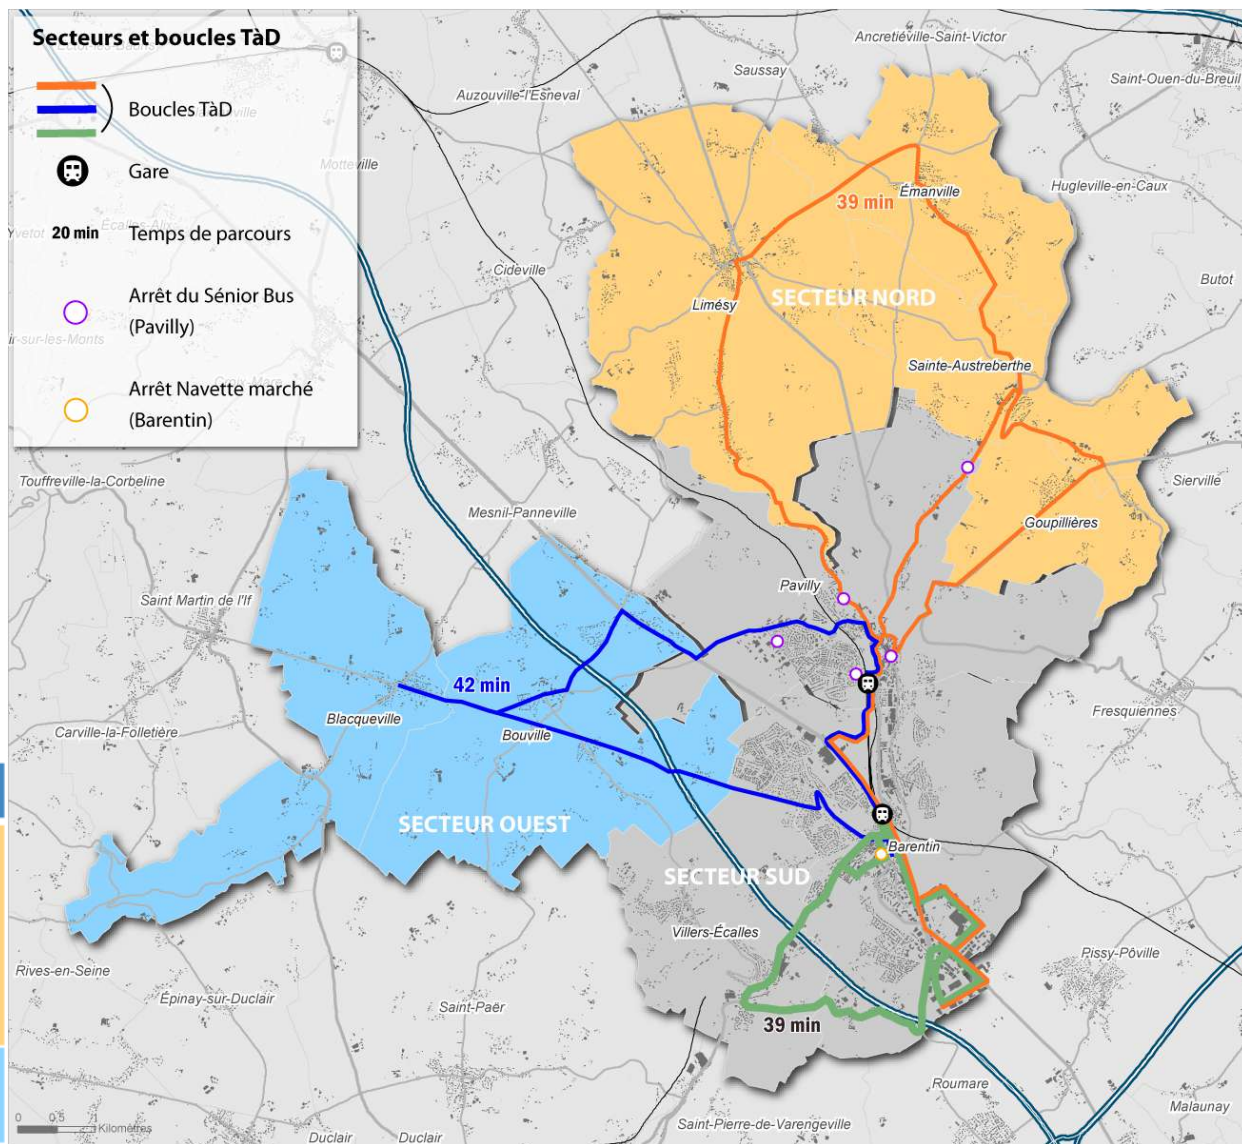 Secteurs et boucles TàD
Boucles TàD
Gare
20 min Temps de parcours
Arrêt du Sénior Bus
(Pavilly)
Arrêt Navette marché
(Barentin)
Ancretiéville-Saint-Victor
Saussay
Saint-Ouen-du-Breuil
Auzouville-l'Esneval
Motteville
39 min
Émanville
Hugleville-en-Caux
Yvetot
Cideville
Butot
Limésy
SECTEUR NORD
Sainte-Austreberthe
Touffreville-la-Corbeline
Sierville
Mesnil-Panneville
Goupillières
Pavilly
Saint Martin de l'If
42 min
Blacqueville
Fresquiennes
Carville-la-Folletière
Bouville
SECTEUR OUEST
Barentin
SECTEUR SUD
Villers-Écalles
Pissy-Pôville
Rives-en-Seine
Épinay-sur-Duclair
Saint-Paër
39 min
Roumare
Malaunay
Saint-Pierre-de-Varengeville
0 0,5 1
Kilomètres
Duclair
Duclair